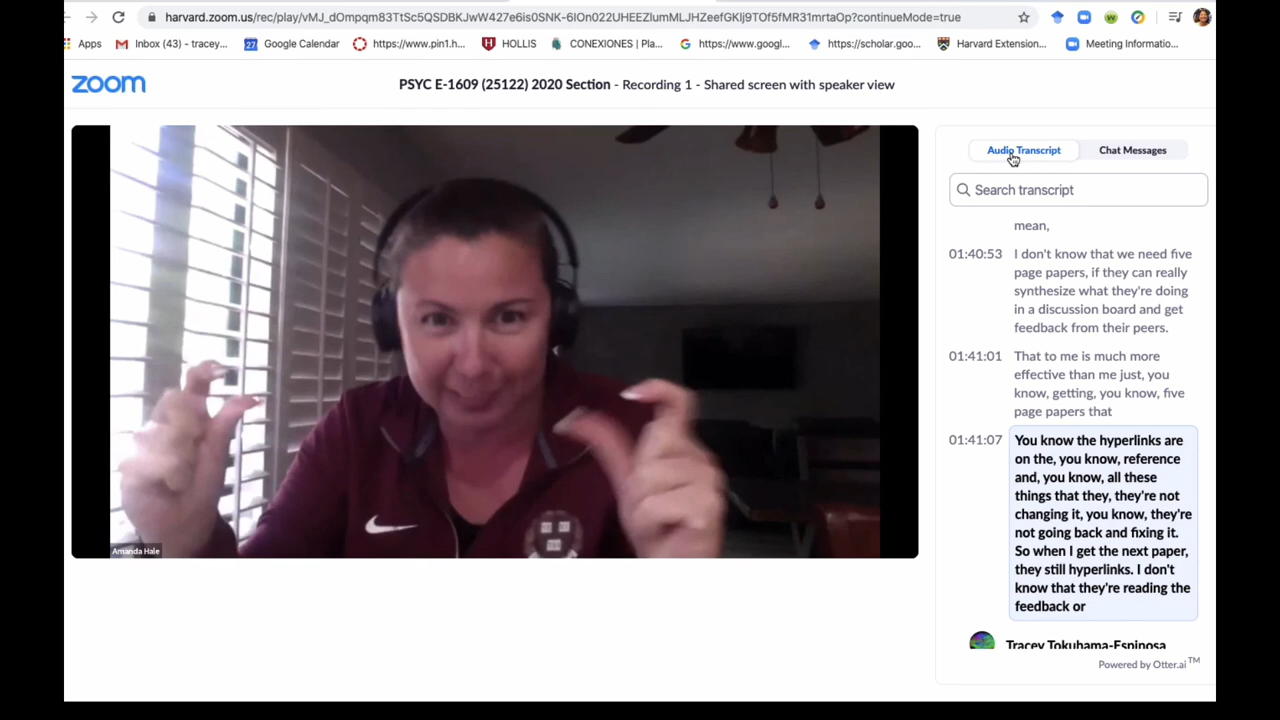 harvard.zoom.us/rec/play/vMJ_dOmpqm83TtSc5QSDBKJwW427e6is0SNK-6IOn022UHEEZlumMLJHZeefGKlj9TOf5fMR31mrtaOp?continueMode=true
Apps Inbox (43) - tracey... 27 Google Calendar https://www.pin1.h... HOLLIS CONEXIONES | Pla... https://www.googl... https://scholar.goo... Harvard Extension... Meeting Informatio...
zoom PSYC E-1609 (25122) 2020 Section - Recording 1 - Shared screen with speaker view
Audio Transcript Chat Messages
Search transcript
mean,
01:40:53 I don't know that we need five
page papers, if they can really
synthesize what they're doing
in a discussion board and get
feedback from their peers.
01:41:01 That to me is much more
effective than me just, you
know, getting, you know, five
page papers that
01:41:07 You know the hyperlinks are
on the, you know, reference
and, you know, all these
things that they, they're not
changing it, you know, they're
not going back and fixing it.
So when I get the next paper,
they still hyperlinks. I don't
know that they're reading the
feedback or
Amanda Hale
Tracey Tokuhama-Espinosa
Powered by Otter.ai™